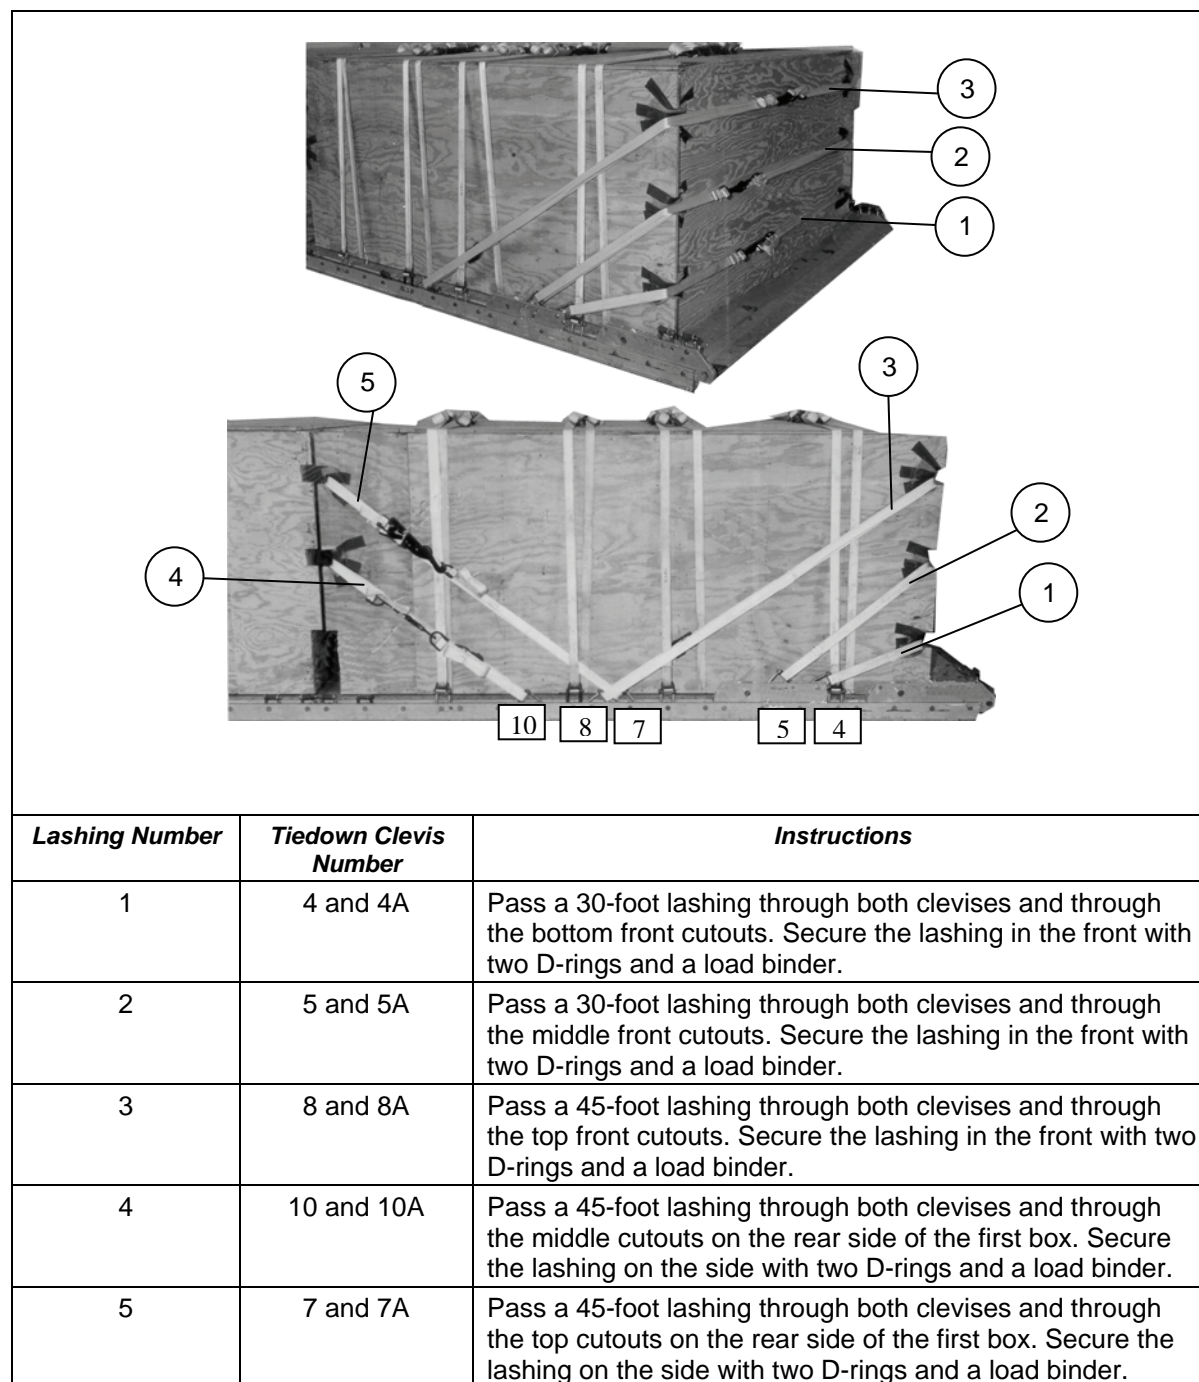 3
2
1
5
3
2
4
1
10 8 7 5 4
Lashing Number
Tiedown Clevis
Number
Instructions
1
4 and 4A
Pass a 30-foot lashing through both clevises and through
the bottom front cutouts. Secure the lashing in the front with
two D-rings and a load binder.
2
5 and 5A
Pass a 30-foot lashing through both clevises and through
the middle front cutouts. Secure the lashing in the front with
two D-rings and a load binder.
3
8 and 8A
Pass a 45-foot lashing through both clevises and through
the top front cutouts. Secure the lashing in the front with two
D-rings and a load binder.
4
10 and 10A
Pass a 45-foot lashing through both clevises and through
the middle cutouts on the rear side of the first box. Secure
the lashing on the side with two D-rings and a load binder.
5
7 and 7A
Pass a 45-foot lashing through both clevises and through
the top cutouts on the rear side of the first box. Secure the
lashing on the side with two D-rings and a load binder.